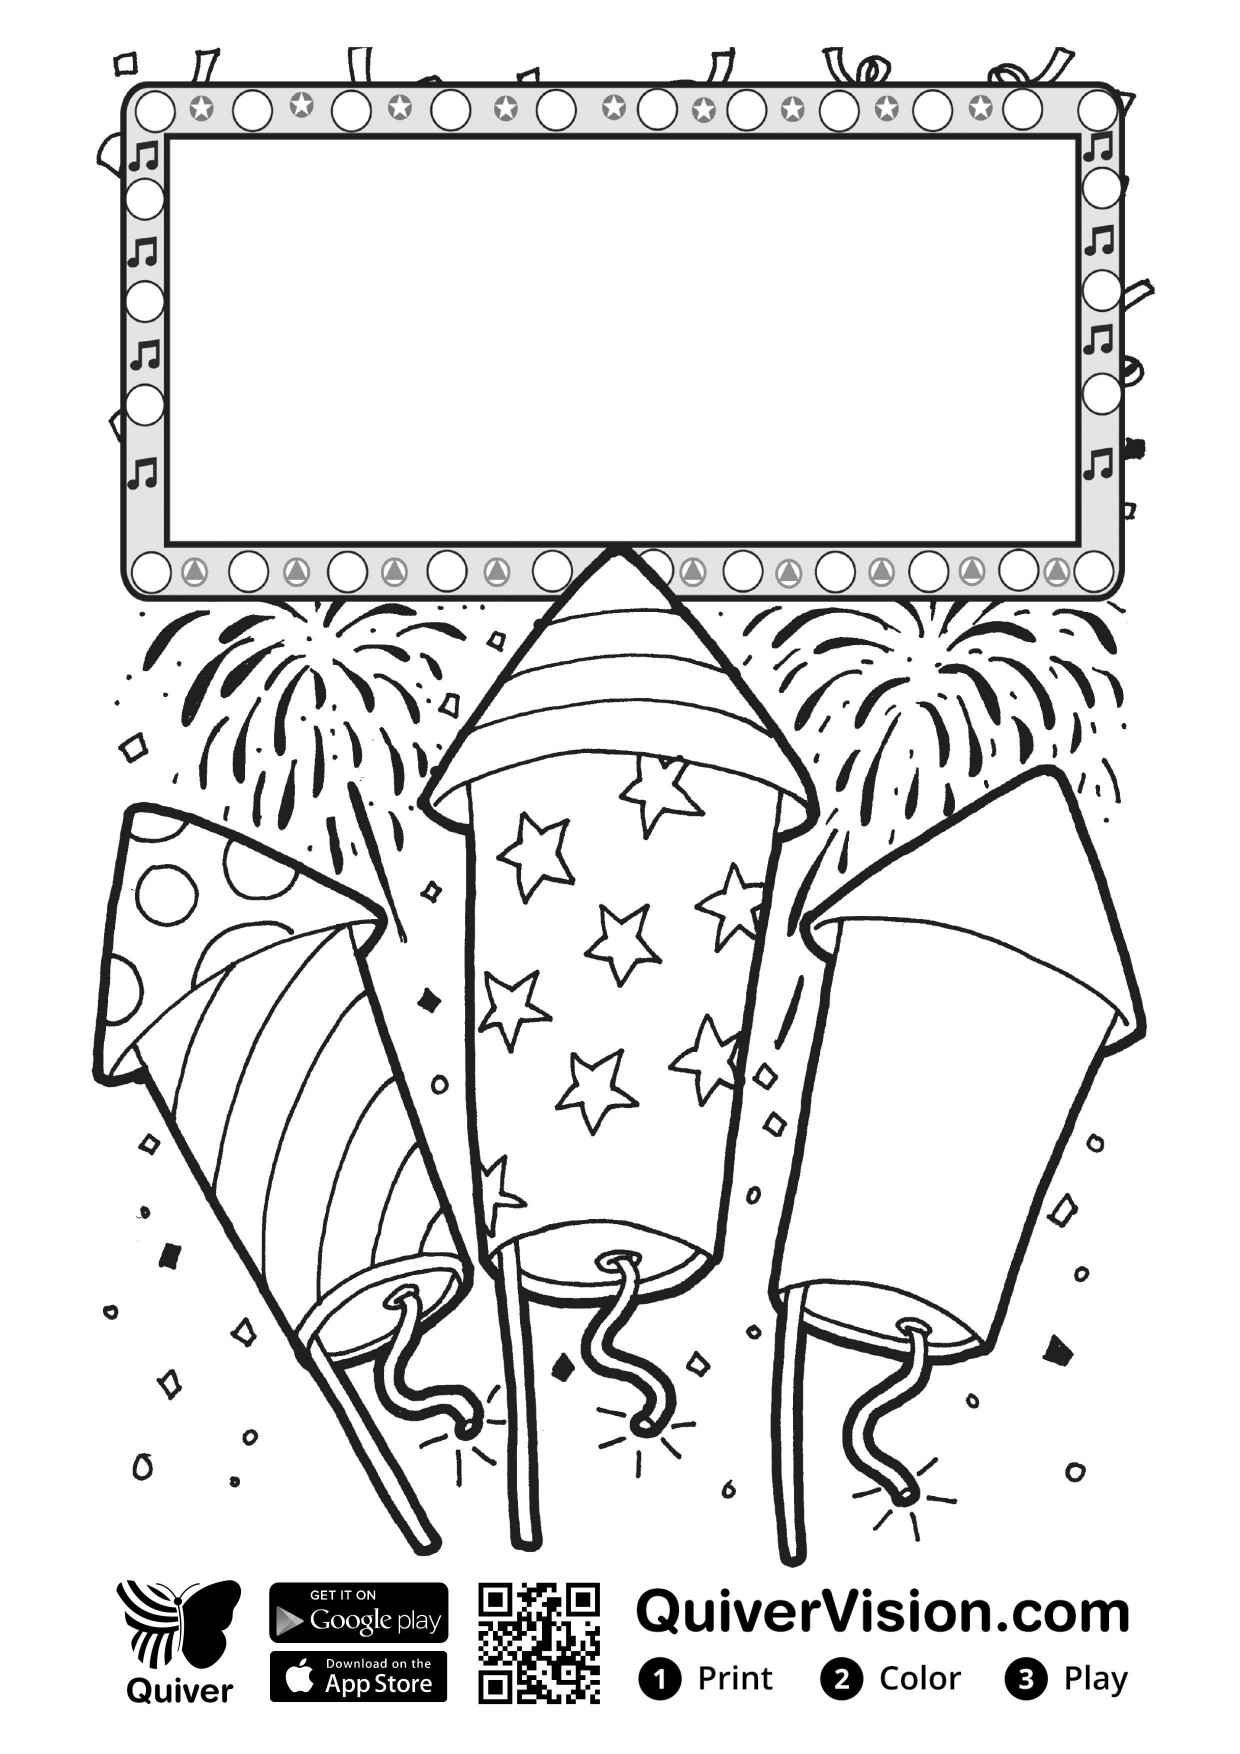 Quiver
GET IT ON
Google play
Download on the
App Store
QuiverVision.com
1 Print 2 Color 3 Play